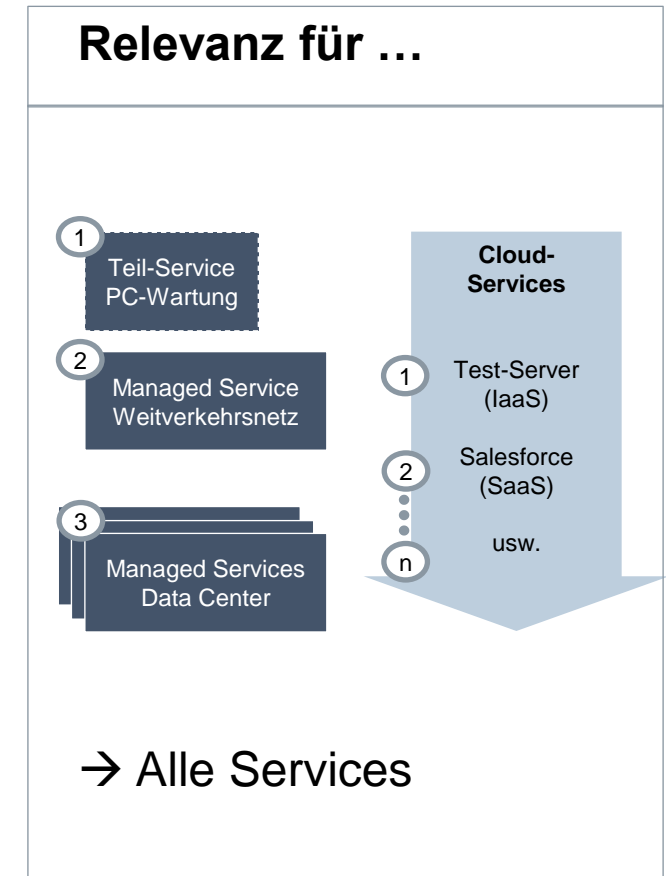 Relevanz für …
1
Teil-Service
PC-Wartung
2
Managed Service
Weitverkehrsnetz
3
Managed Services
Data Center
Cloud-
Services
1
Test-Server
(IaaS)
2
Salesforce
(SaaS)
n
usw.
→ Alle Services